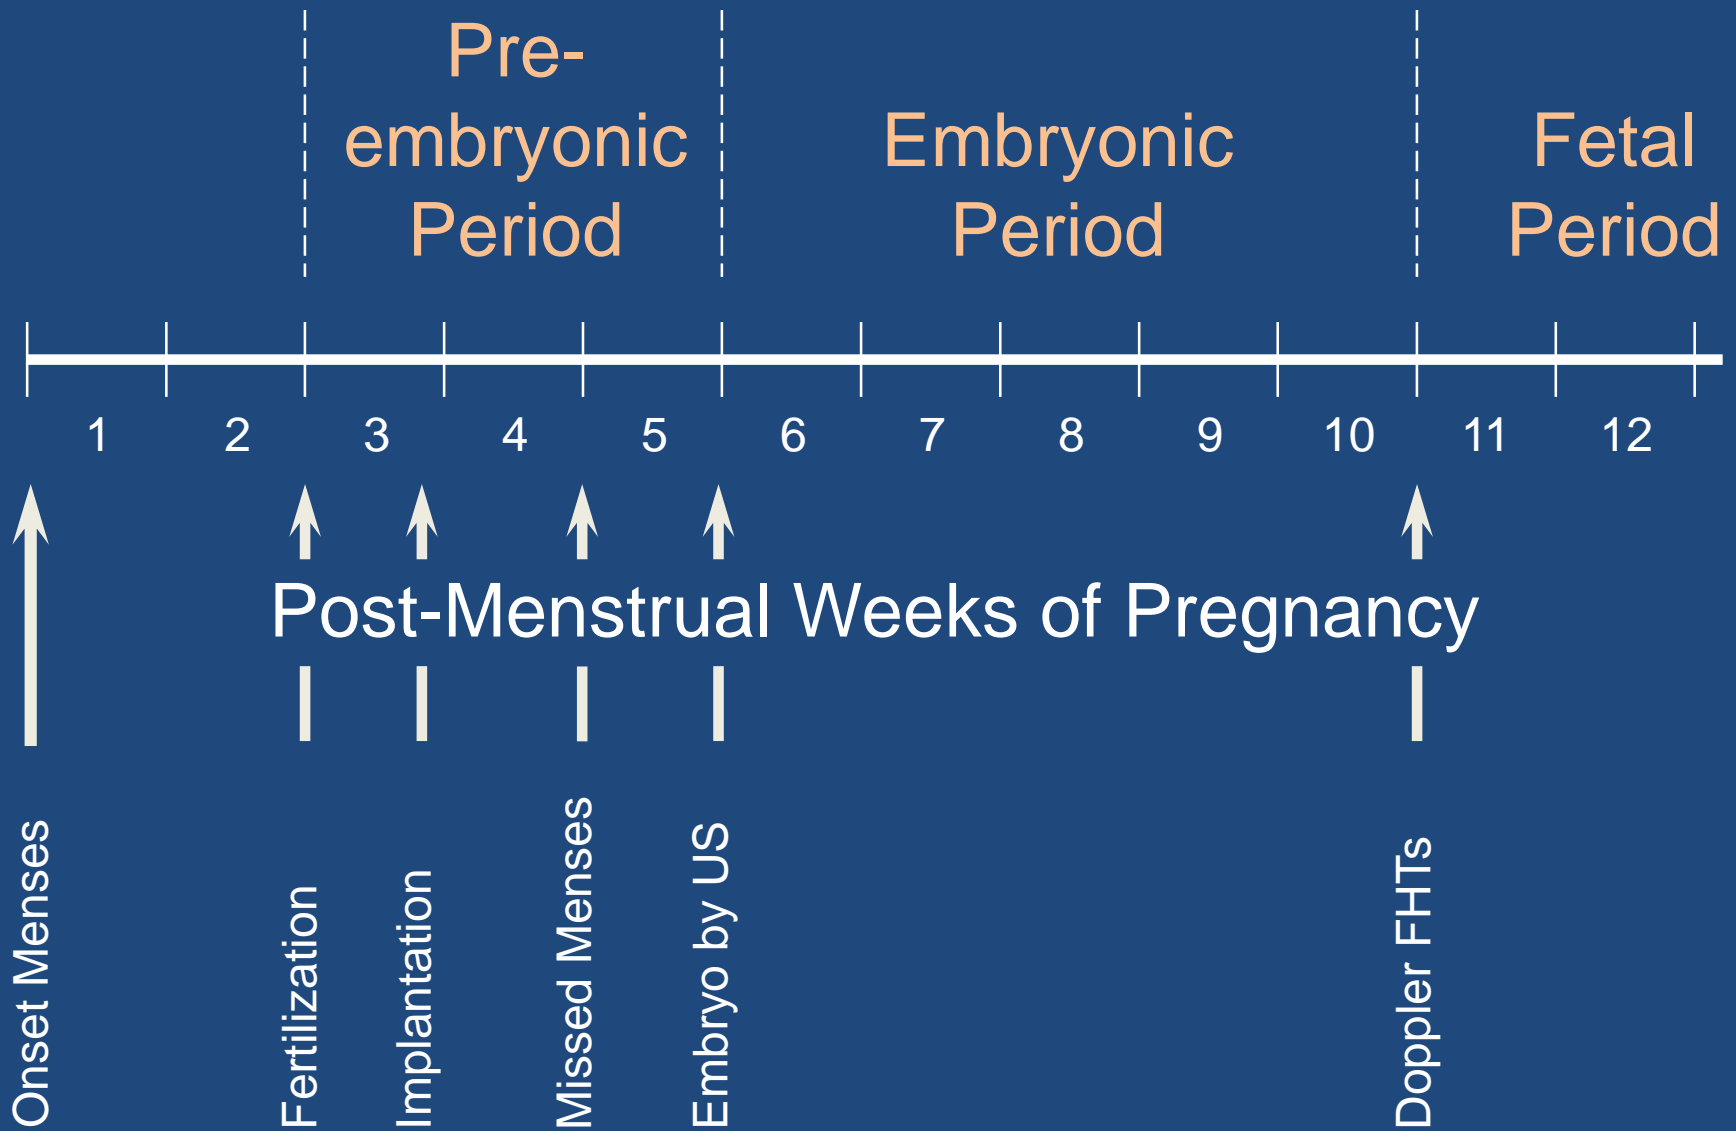 Pre-
embryonic
Period
Embryonic
Period
Fetal
Period
1 2 3 4 5 6 7 8 9 10 11 12
Post-Menstrual Weeks of Pregnancy
Onset Menses
Fertilization
Implantation
Missed Menses
Embryo by US
Doppler FHTs